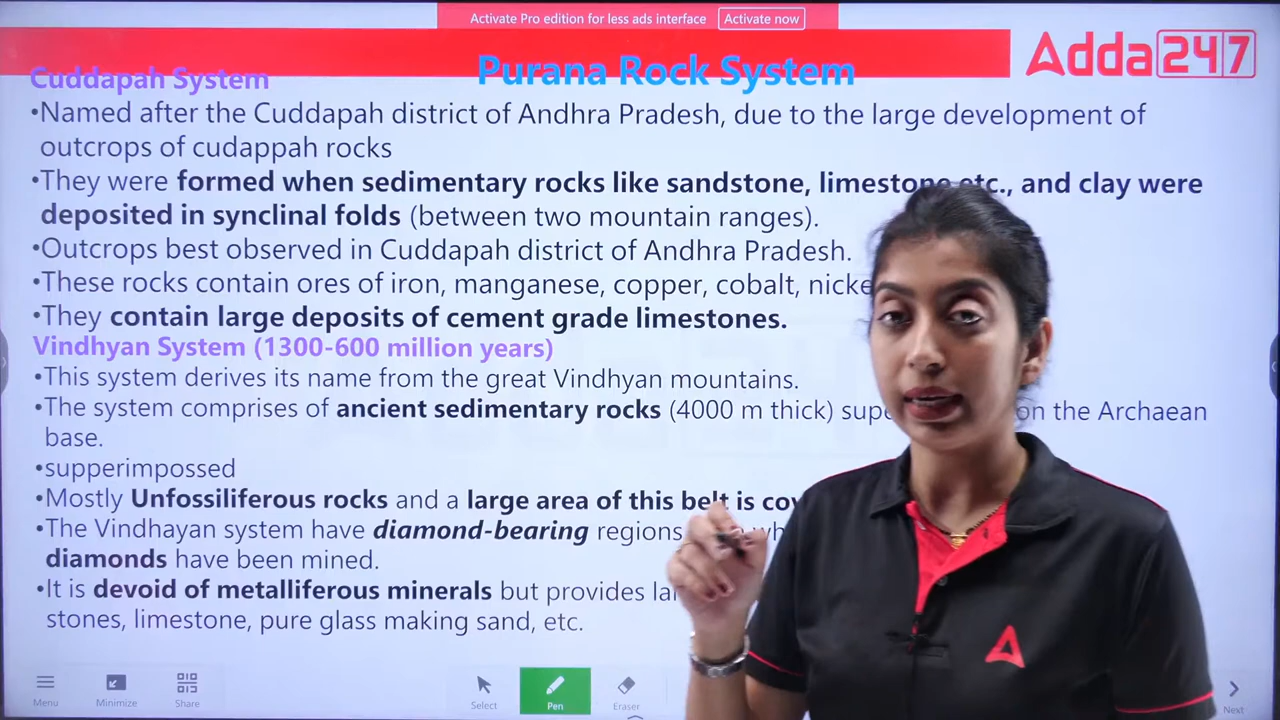 Activate Pro edition for less ads interface Activate now
Adda 247
Purana Rock System
Cuddapah System
•Named after the Cuddapah district of Andhra Pradesh, due to the large development of
outcrops of cudappah rocks
•They were formed when sedimentary rocks like sandstone, limestone etc., and clay were
deposited in synclinal folds (between two mountain ranges).
•Outcrops best observed in Cuddapah district of Andhra Pradesh.
•These rocks contain ores of iron, manganese, copper, cobalt, nicke
•They contain large deposits of cement grade limestones.
Vindhyan System (1300-600 million years)
•This system derives its name from the great Vindhyan mountains.
•The system comprises of ancient sedimentary rocks (4000 m thick) supe on the Archaean
base.
•supperimpossed
•Mostly Unfossiliferous rocks and a large area of this belt is cov
•The Vindhayan system have diamond-bearing regions
diamonds have been mined.
•It is devoid of metalliferous minerals but provides
stones, limestone, pure glass making sand, etc.
Menu Minimize Share Select Pen Eraser Next